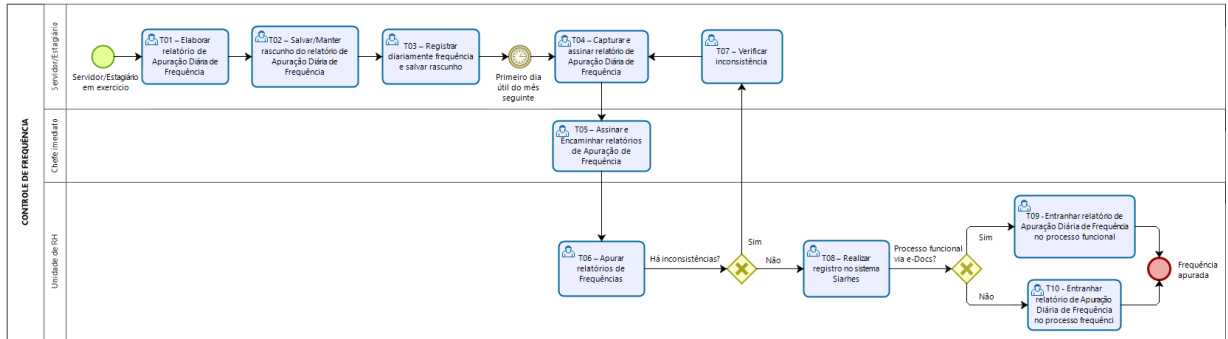 CONTROLE DE FREQUÊNCIA
Servidor/Estagiário
Servidor/Estagiário
em exercicio
T01 – Elaborar
relatório de
Apuração Diária de
Frequência
T02 – Salvar/Manter
rascunho do relatório de
Apuração Diária de
Frequência
T03 – Registrar
diariamente frequência
e salvar rascunho
Primeiro dia
útil do mês
seguinte
T04 – Capturar e
assinar relatório de
Apuração Diária de
Frequência
T07 – Verificar
inconsistência
Chefe imediato
T05 – Assinar e
Encaminhar relatórios
de Apuração de
Frequência
Unidade de RH
T06 – Apurar
relatórios de
Frequências
Há inconsistências?
Sim
Não
T08 – Realizar
registro no sistema
Siarhes
Processo funcional
via e-Docs?
Sim
Não
T09 - Entranhar relatório de
Apuração Diária de Frequência
no processo funcional
T10 - Entranhar
relatório de Apuração
Diária de Frequência
no processo frequênci
Frequência
apurada